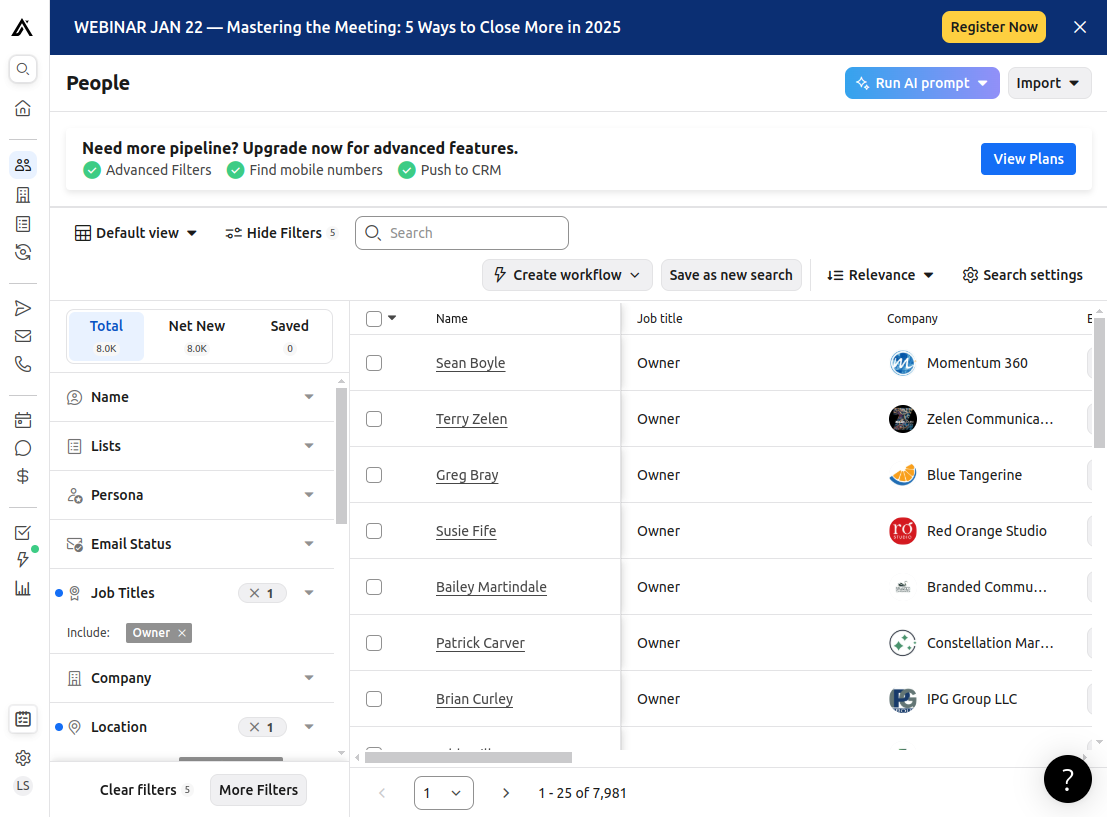 WEBINAR JAN 22 — Mastering the Meeting: 5 Ways to Close More in 2025
Register Now
People
Run AI prompt
Import
Need more pipeline? Upgrade now for advanced features.
Advanced Filters
Find mobile numbers
Push to CRM
View Plans
Default view
Hide Filters 5
Search
Create workflow
Save as new search
Relevance
Search settings
Total
8.0K
Net New
8.0K
Saved
0
Name
Lists
Persona
Email Status
Job Titles
1
Include:
Owner
Company
Location
1
Clear filters 5
More Filters
Name
Job title
Company
Sean Boyle
Owner
Momentum 360
Terry Zelen
Owner
Zelen Communica...
Greg Bray
Owner
Blue Tangerine
Susie Fife
Owner
ro
STUDIO
Red Orange Studio
Bailey Martindale
Owner
Branded Commu...
Patrick Carver
Owner
Constellation Mar...
Brian Curley
Owner
IPG Group LLC
1
1 - 25 of 7,981
LS
?